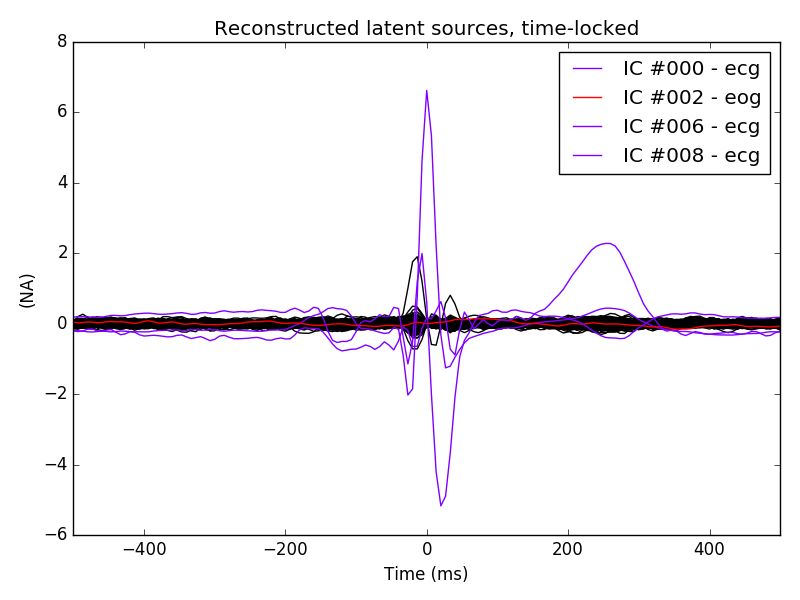 Reconstructed latent sources, time-locked
IC #000 - ecg
IC #002 - eog
IC #006 - ecg
IC #008 - ecg
8
6
4
2
0
−2
−4
−6
(NA)
−400
−200
0
200
400
Time (ms)